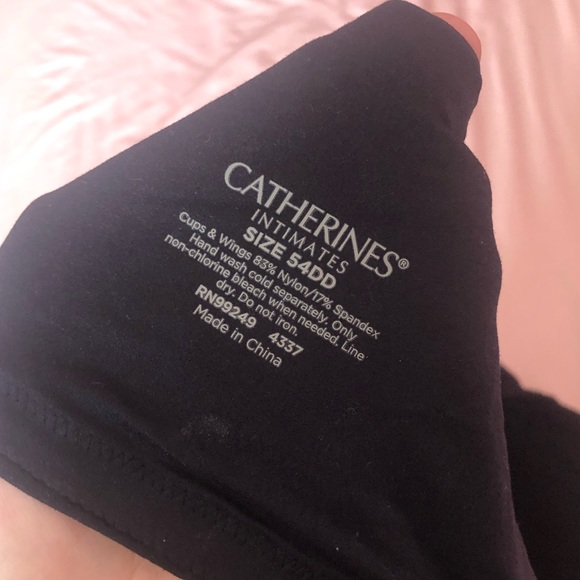 CATHERINES®
INTIMATES
SIZE 54DD
Cups & Wings 83% Nylon/17% Spandex
Hand wash cold separately. Only
non-chlorine bleach when needed. Line
dry. Do not iron.
RN99249 4337
Made in China